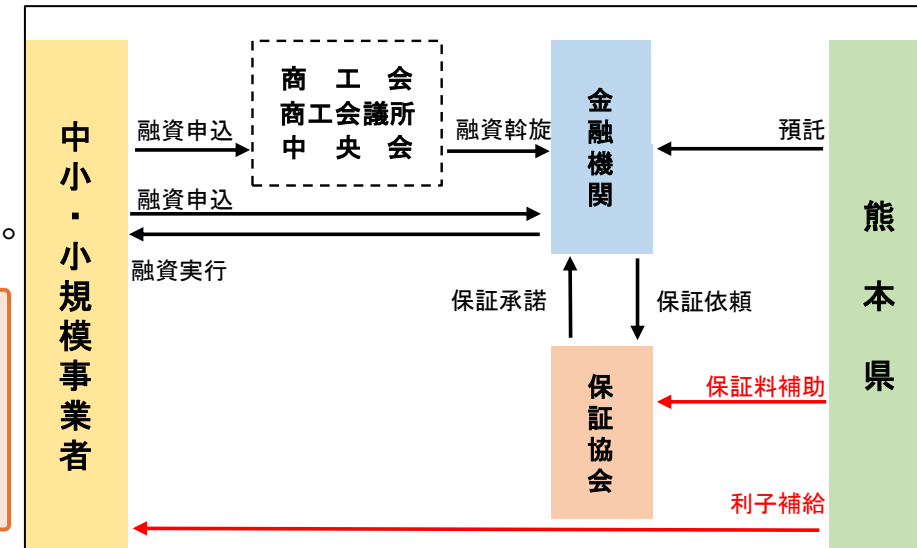 。
中小・小規模事業者
融資申込
商　工　会
商工会議所
中　央　会
融資斡旋
金融機関
預託
熊本県
融資申込
融資実行
保証承諾
保証依頼
保証協会
保証料補助
利子補給